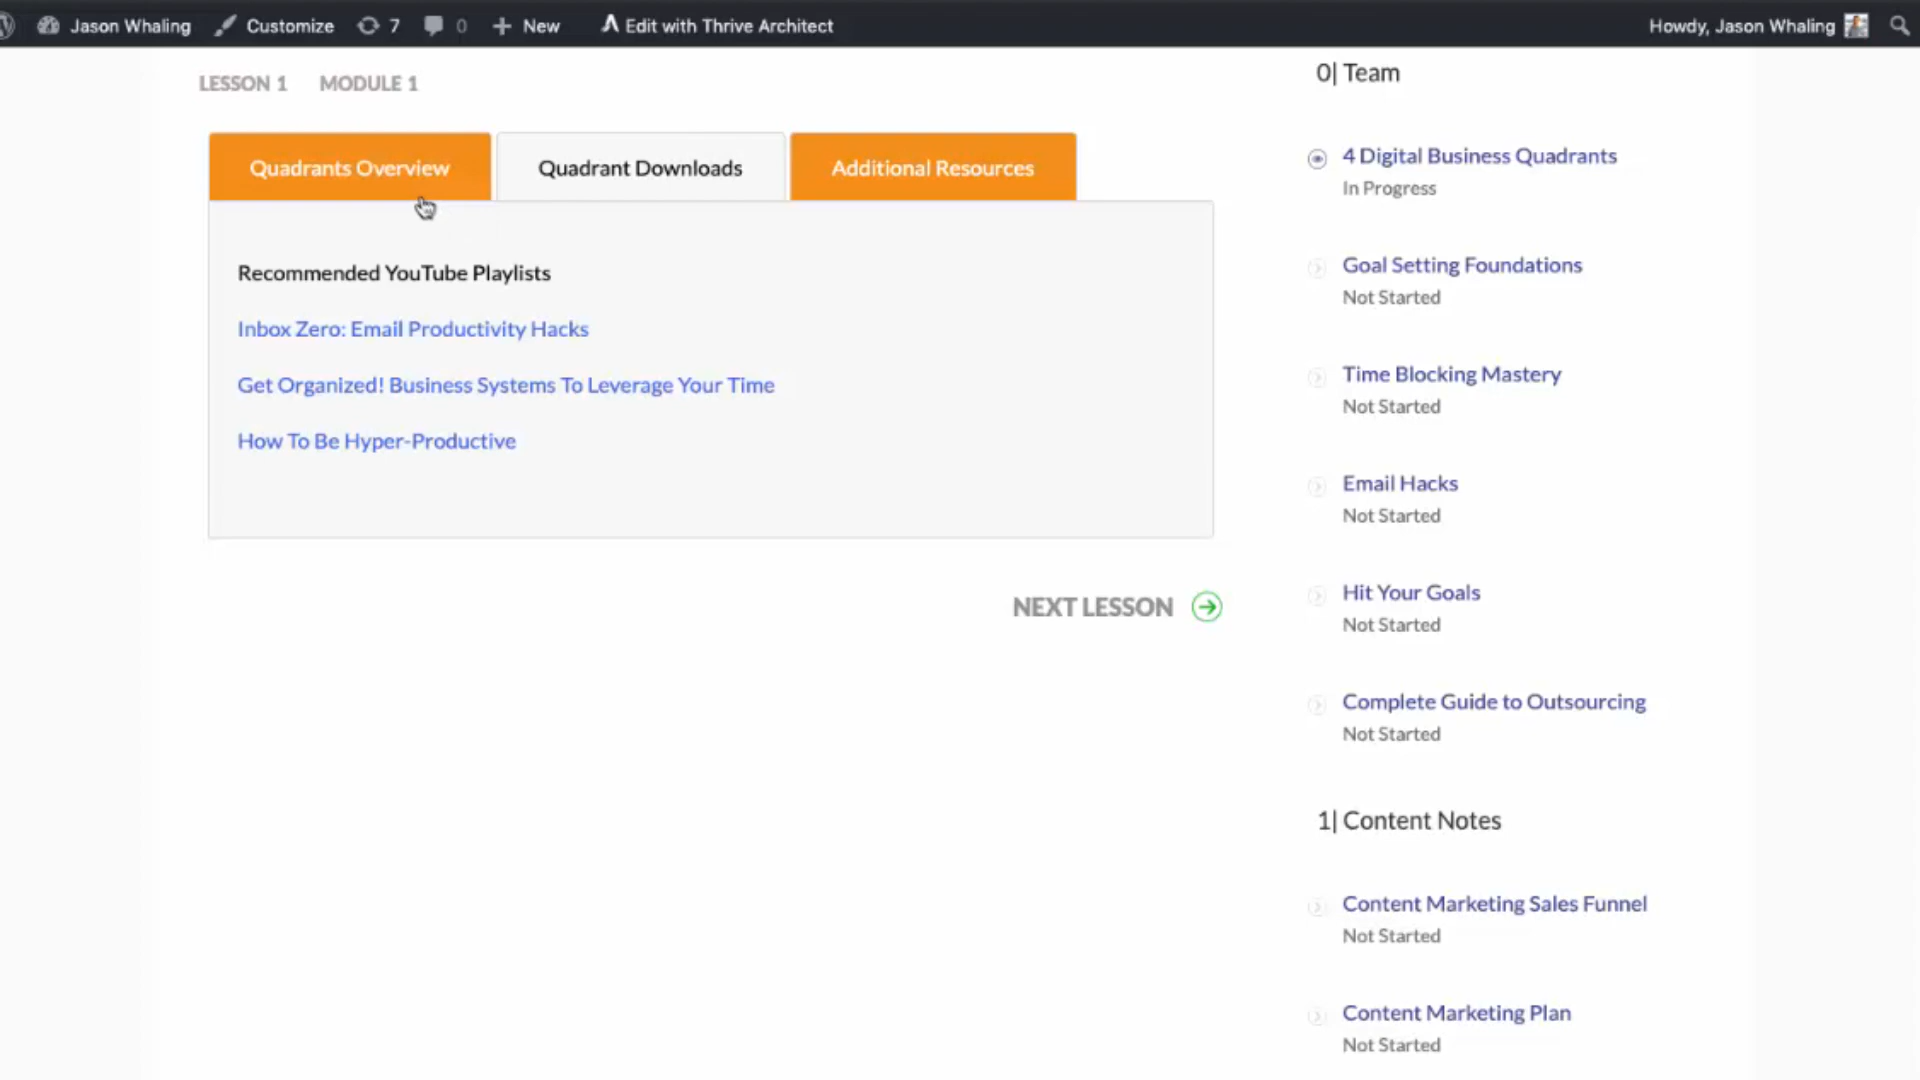 Jason Whaling Customize 7 0 New Edit with Thrive Architect Howdy, Jason Whaling
LESSON 1 MODULE 1
Quadrants Overview Quadrant Downloads Additional Resources
Recommended YouTube Playlists
Inbox Zero: Email Productivity Hacks
Get Organized! Business Systems To Leverage Your Time
How To Be Hyper-Productive
NEXT LESSON
0| Team
4 Digital Business Quadrants
In Progress
Goal Setting Foundations
Not Started
Time Blocking Mastery
Not Started
Email Hacks
Not Started
Hit Your Goals
Not Started
Complete Guide to Outsourcing
Not Started
1| Content Notes
Content Marketing Sales Funnel
Not Started
Content Marketing Plan
Not Started